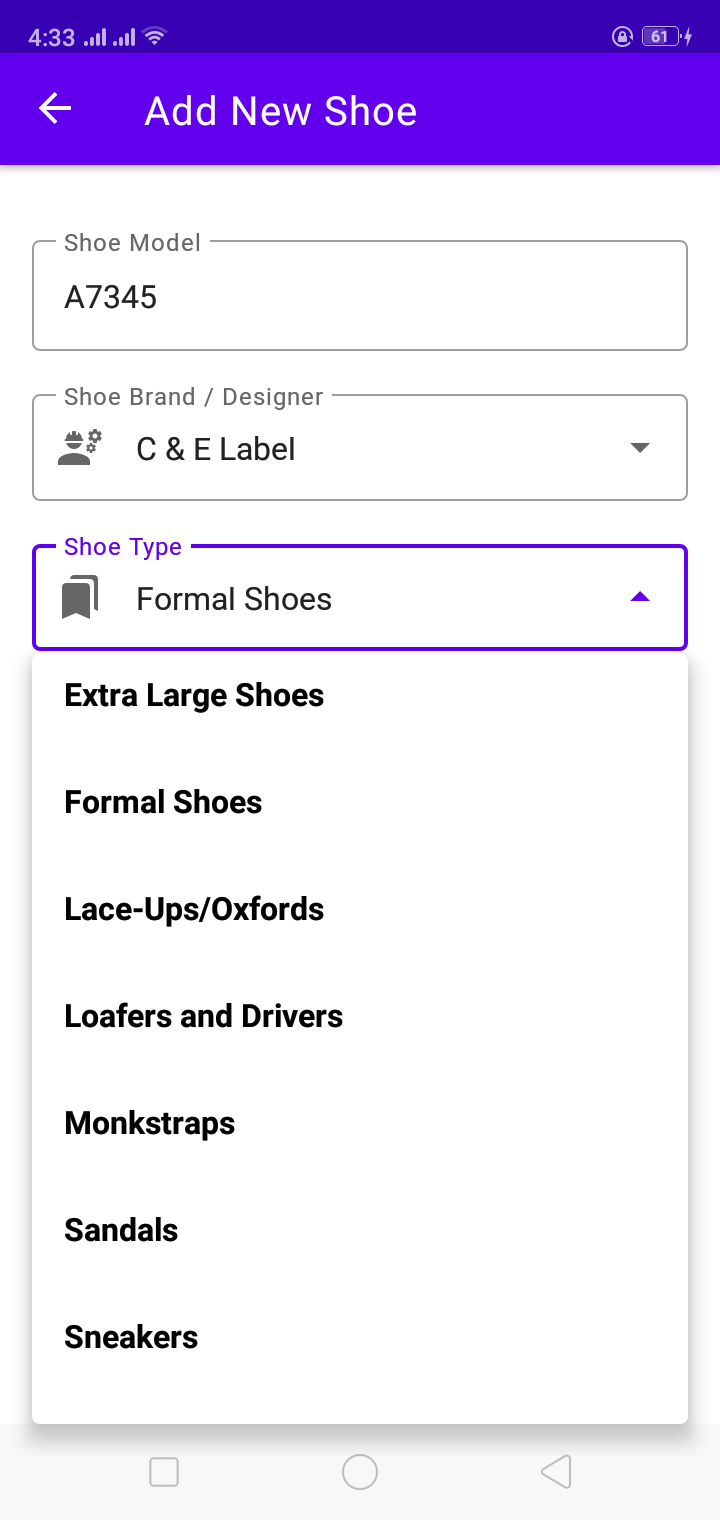 4:33
61
Add New Shoe
Shoe Model
A7345
Shoe Brand / Designer
C & E Label
Shoe Type
Formal Shoes
Extra Large Shoes
Formal Shoes
Lace-Ups/Oxfords
Loafers and Drivers
Monkstraps
Sandals
Sneakers